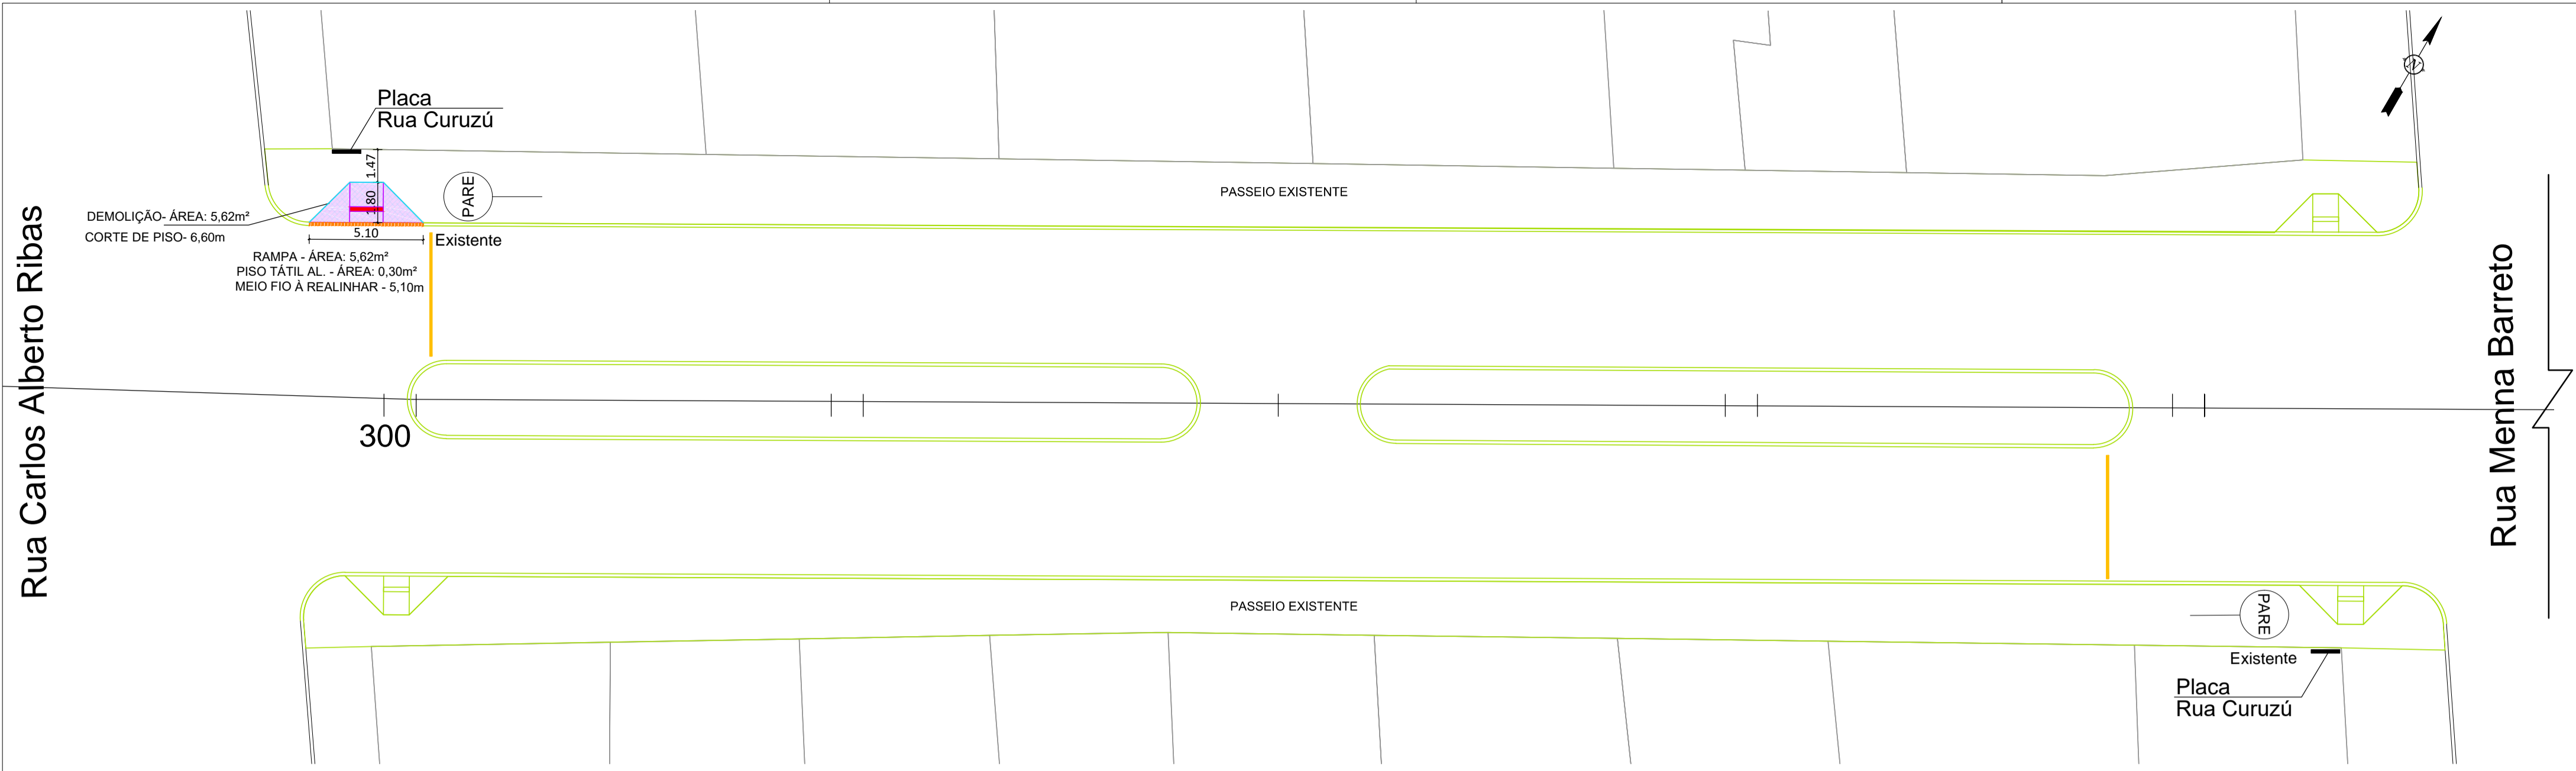 Rua Carlos Alberto Ribas
Placa
Rua Curuzú
1.47
1.80
5.10
PARE
Existente
DEMOLIÇÃO- ÁREA: 5,62m²
CORTE DE PISO- 6,60m
RAMPA - ÁREA: 5,62m²
PISO TÁTIL AL. - ÁREA: 0,30m²
MEIO FIO À REALINHAR - 5,10m
PASSEIO EXISTENTE
N
300
PASSEIO EXISTENTE
PARE
Existente
Placa
Rua Curuzú
Rua Menna Barreto